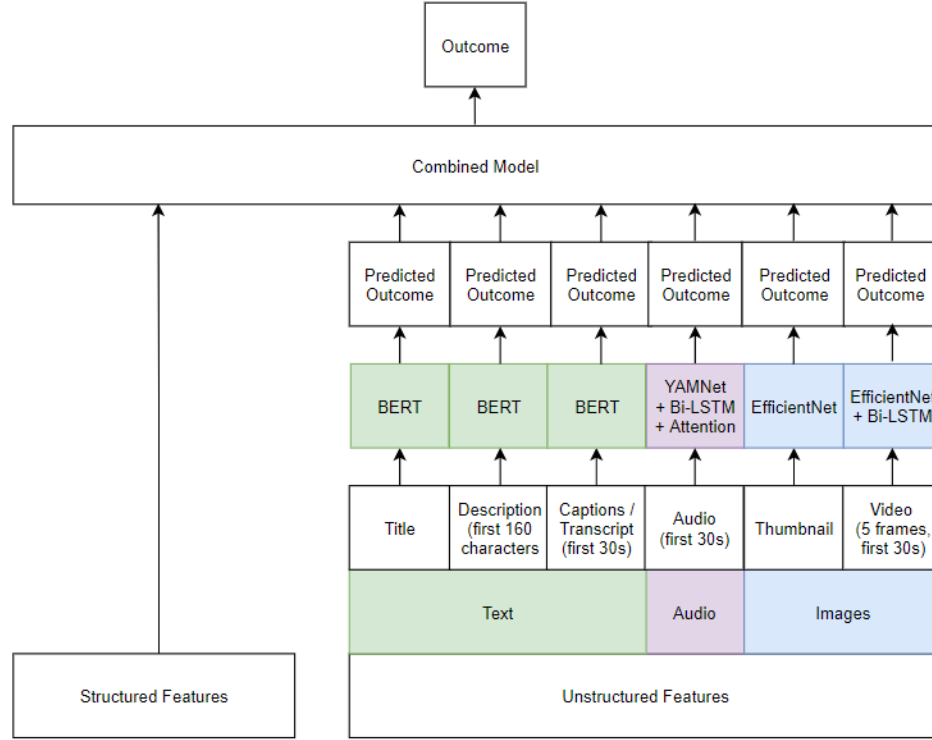 Outcome
Combined Model
Predicted
Outcome
Predicted
Outcome
Predicted
Outcome
Predicted
Outcome
Predicted
Outcome
Predicted
Outcome
BERT
BERT
BERT
YAMNet
+ Bi-LSTM
+ Attention
EfficientNet
EfficientNet
+ Bi-LSTM
Title
Description
(first 160
characters
Captions /
Transcript
(first 30s)
Audio
(first 30s)
Thumbnail
Video
(5 frames,
first 30s)
Text
Audio
Images
Structured Features
Unstructured Features